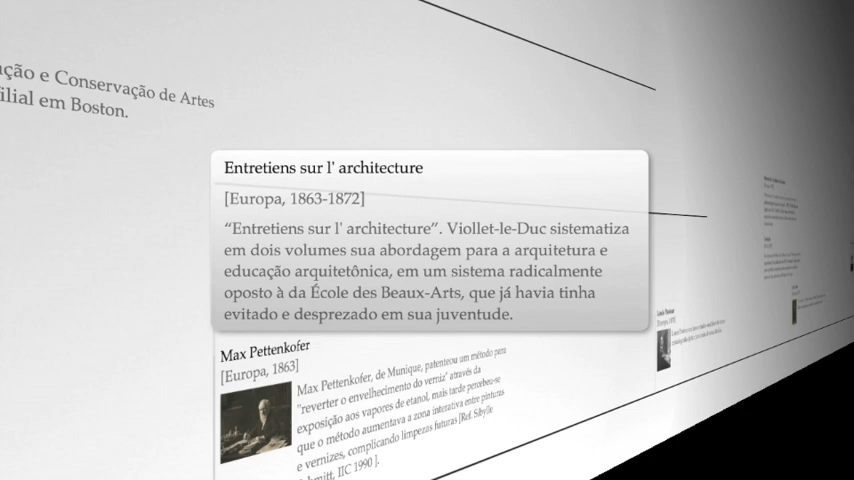 ção e Conservação de Artes
filial em Boston.
Entretiens sur l' architecture
[Europa, 1863-1872]
“Entretiens sur l' architecture”. Viollet-le-Duc sistematiza
em dois volumes sua abordagem para a arquitetura e
educação arquitetônica, em um sistema radicalmente
oposto à da École des Beaux-Arts, que já havia tinha
evitado e desprezado em sua juventude.
Max Pettenkofer
[Europa, 1863]
Max Pettenkofer, de Munique, patenteou um método para
"reverter o envelhecimento do verniz" através da
exposição aos vapores de etanol, mais tarde percebeu-se
que o método aumentava a zona interativa entre pinturas
e vernizes, complicando limpezas futuras [Ref. Sibylle
Schmitt, IIC 1990 ].
Louis Pasteur